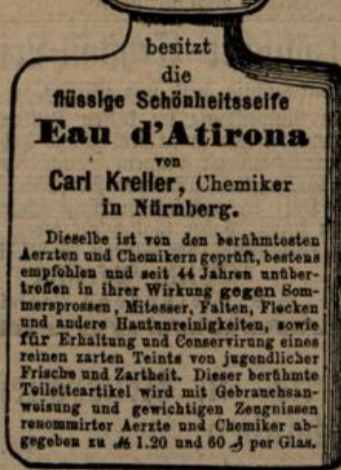 besitzt
die
flüssige Schönheitsseife
Eau d'Atirona
von
Carl Kreller, Chemiker
in Nürnberg.
Dieselbe ist von den berühmtesten
Aerzten und Chemikern geprüft, bestens
empfohlen und seit 44 Jahren unüber-
troffen in ihrer Wirkung gegen Som-
mersprossen, Mitesser, Falten, Flecken
und andere Hautunreinigkeiten, sowie
für Erhaltung und Conservirung eines
reinen zarten Teints von jugendlicher
Frische und Zartheit. Dieser berühmte
Toiletteartikel wird mit Gebrauchsan-
weisung und gewichtigen Zeugnissen
renommirter Aerzte und Chemiker ab-
gegeben zu ℳ 1.20 und 60 ₰ per Glas.